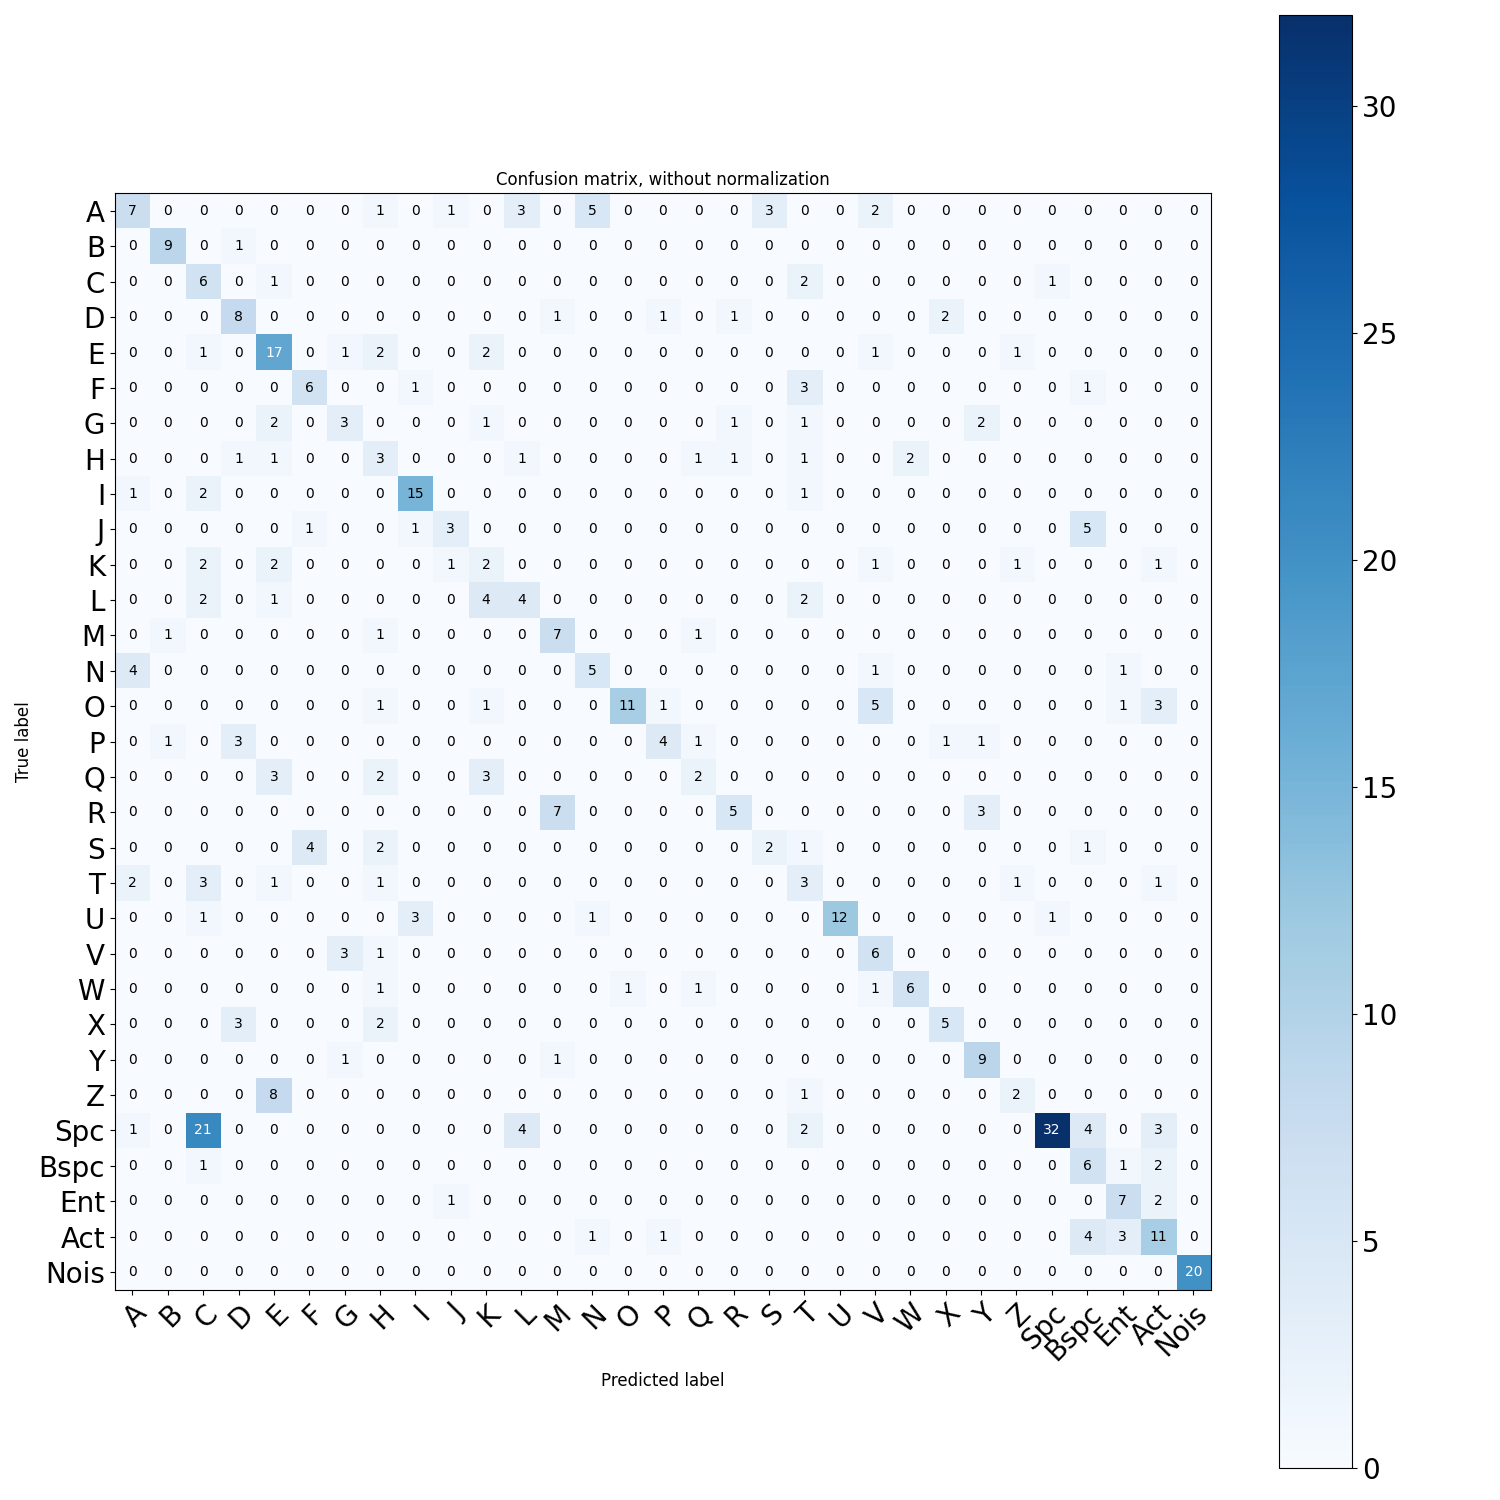 Confusion matrix, without normalization
A 7 0 0 0 0 0 0 1 0 1 0 3 0 5 0 0 0 0 3 0 0 2 0 0 0 0 0 0 0 0 0
B 0 9 0 1 0 0 0 0 0 0 0 0 0 0 0 0 0 0 0 0 0 0 0 0 0 0 0 0 0 0 0
C 0 0 6 0 1 0 0 0 0 0 0 0 0 0 0 0 0 0 0 2 0 0 0 0 0 0 1 0 0 0 0
D 0 0 0 8 0 0 0 0 0 0 0 0 1 0 0 1 0 1 0 0 0 0 0 2 0 0 0 0 0 0 0
E 0 0 1 0 17 0 1 2 0 0 2 0 0 0 0 0 0 0 0 0 0 1 0 0 0 1 0 0 0 0 0
F 0 0 0 0 0 6 0 0 1 0 0 0 0 0 0 0 0 0 0 3 0 0 0 0 0 0 0 1 0 0 0
G 0 0 0 0 2 0 3 0 0 0 1 0 0 0 0 0 0 1 0 1 0 0 0 0 2 0 0 0 0 0 0
H 0 0 0 1 1 0 0 3 0 0 0 1 0 0 0 0 1 1 0 1 0 0 2 0 0 0 0 0 0 0 0
I 1 0 2 0 0 0 0 0 15 0 0 0 0 0 0 0 0 0 0 1 0 0 0 0 0 0 0 0 0 0 0
J 0 0 0 0 0 1 0 0 1 3 0 0 0 0 0 0 0 0 0 0 0 0 0 0 0 0 0 5 0 0 0
K 0 0 2 0 2 0 0 0 0 1 2 0 0 0 0 0 0 0 0 0 0 1 0 0 0 1 0 0 0 1 0
L 0 0 2 0 1 0 0 0 0 0 4 4 0 0 0 0 0 0 0 2 0 0 0 0 0 0 0 0 0 0 0
M 0 1 0 0 0 0 0 1 0 0 0 0 7 0 0 0 1 0 0 0 0 0 0 0 0 0 0 0 0 0 0
N 4 0 0 0 0 0 0 0 0 0 0 0 0 5 0 0 0 0 0 0 0 1 0 0 0 0 0 0 1 0 0
O 0 0 0 0 0 0 0 1 0 0 1 0 0 0 11 1 0 0 0 0 0 5 0 0 0 0 0 0 1 3 0
P 0 1 0 3 0 0 0 0 0 0 0 0 0 0 0 4 1 0 0 0 0 0 0 1 1 0 0 0 0 0 0
Q 0 0 0 0 3 0 0 2 0 0 3 0 0 0 0 0 2 0 0 0 0 0 0 0 0 0 0 0 0 0 0
R 0 0 0 0 0 0 0 0 0 0 0 0 7 0 0 0 0 5 0 0 0 0 0 0 3 0 0 0 0 0 0
S 0 0 0 0 0 4 0 2 0 0 0 0 0 0 0 0 0 0 2 1 0 0 0 0 0 0 0 1 0 0 0
T 2 0 3 0 1 0 0 1 0 0 0 0 0 0 0 0 0 0 0 3 0 0 0 0 0 1 0 0 0 1 0
U 0 0 1 0 0 0 0 0 3 0 0 0 0 1 0 0 0 0 0 0 12 0 0 0 0 0 1 0 0 0 0
V 0 0 0 0 0 0 3 1 0 0 0 0 0 0 0 0 0 0 0 0 0 6 0 0 0 0 0 0 0 0 0
W 0 0 0 0 0 0 0 1 0 0 0 0 0 0 1 0 1 0 0 0 0 1 6 0 0 0 0 0 0 0 0
X 0 0 0 3 0 0 0 2 0 0 0 0 0 0 0 0 0 0 0 0 0 0 0 5 0 0 0 0 0 0 0
Y 0 0 0 0 0 0 1 0 0 0 0 0 1 0 0 0 0 0 0 0 0 0 0 0 9 0 0 0 0 0 0
Z 0 0 0 0 8 0 0 0 0 0 0 0 0 0 0 0 0 0 0 1 0 0 0 0 0 2 0 0 0 0 0
Spc 1 0 21 0 0 0 0 0 0 0 0 4 0 0 0 0 0 0 0 2 0 0 0 0 0 0 32 4 0 3 0
Bspc 0 0 1 0 0 0 0 0 0 0 0 0 0 0 0 0 0 0 0 0 0 0 0 0 0 0 0 6 1 2 0
Ent 0 0 0 0 0 0 0 0 0 1 0 0 0 0 0 0 0 0 0 0 0 0 0 0 0 0 0 0 7 2 0
Act 0 0 0 0 0 0 0 0 0 0 0 0 0 1 0 1 0 0 0 0 0 0 0 0 0 0 0 4 3 11 0
Nois 0 0 0 0 0 0 0 0 0 0 0 0 0 0 0 0 0 0 0 0 0 0 0 0 0 0 0 0 0 0 20
A B C D E F G H I J K L M N O P Q R S T U V W X Y Z Spc Bspc Ent Act Nois
True label
Predicted label
30
25
20
15
10
5
0